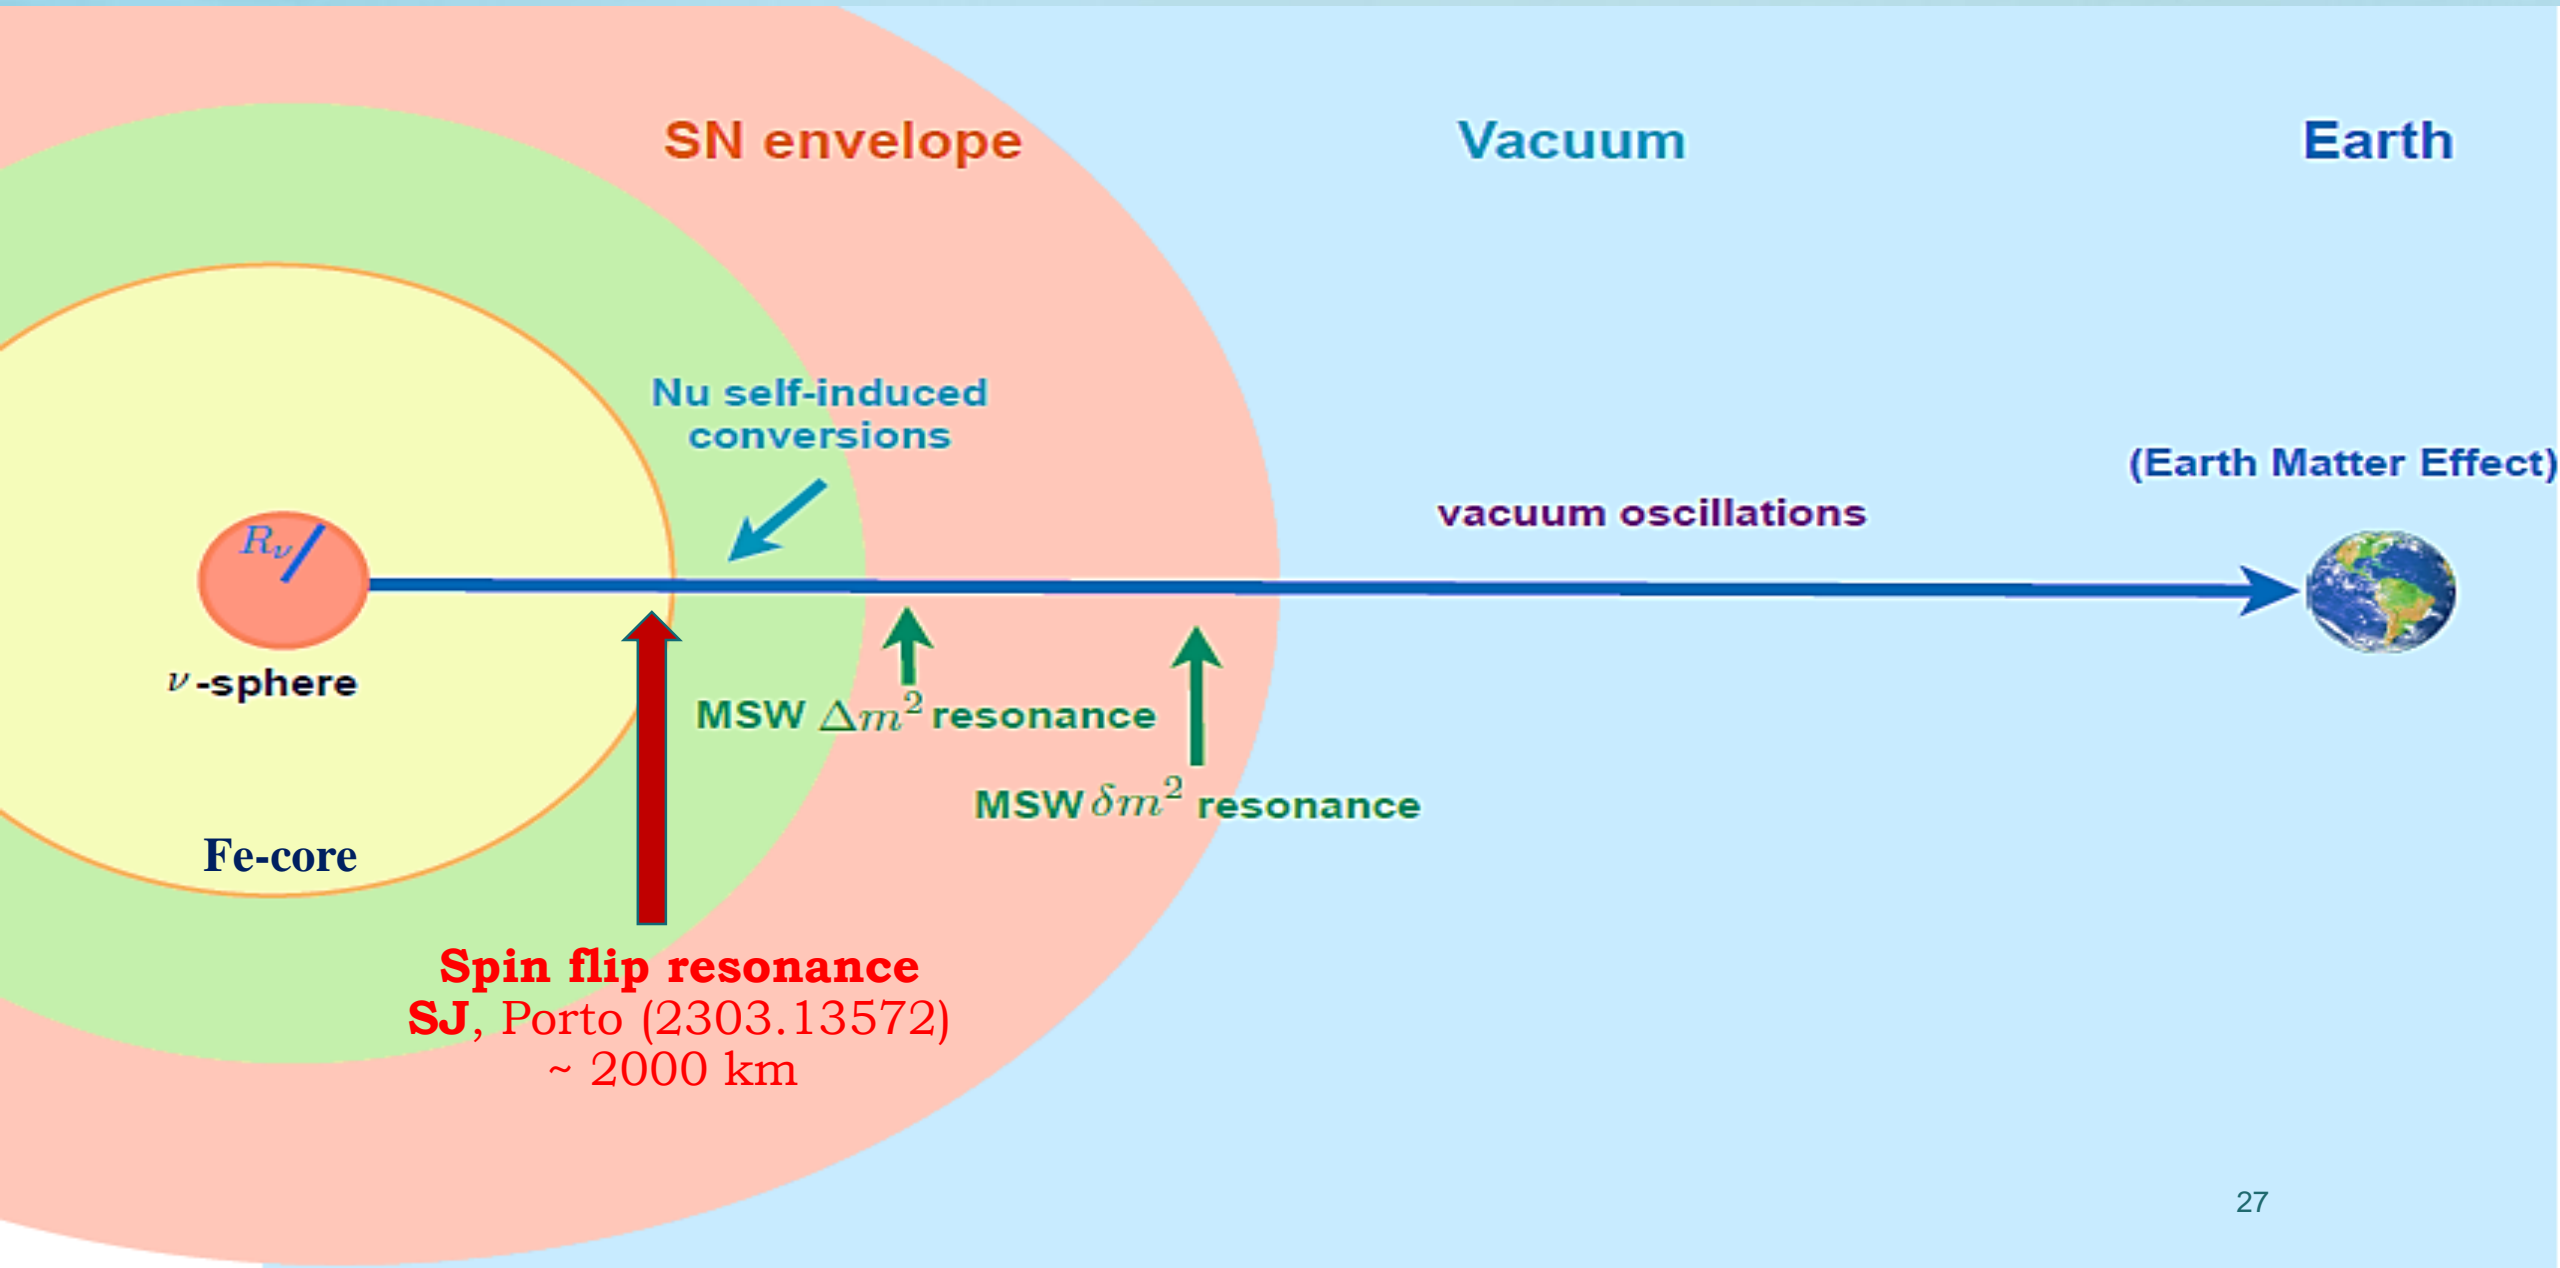 SN envelope
Vacuum
Earth
Nu self-induced
conversions
(Earth Matter Effect)
vacuum oscillations
R_ν
ν-sphere
MSW Δm² resonance
MSW δm² resonance
Fe-core
Spin flip resonance
SJ, Porto (2303.13572)
~ 2000 km
27